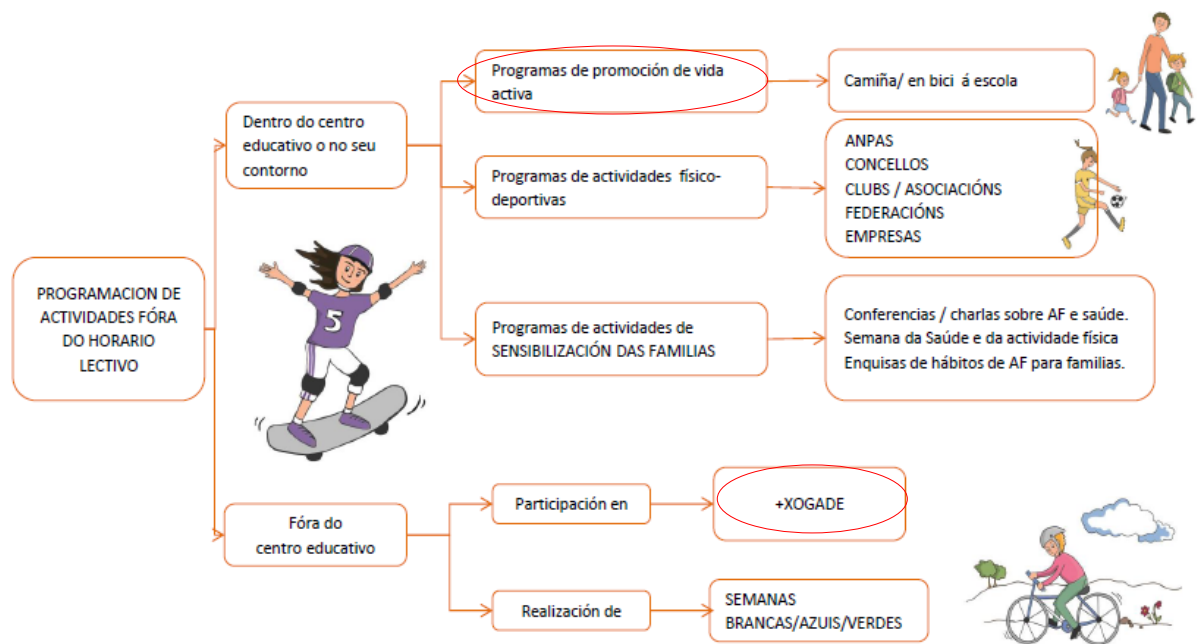 PROGRAMACION DE
ACTIVIDADES FÓRA
DO HORARIO
LECTIVO
Dentro do centro
educativo o no seu
contorno
Programas de promoción de vida
activa
Camiña/ en bici á escola
Programas de actividades físico-
deportivas
ANPAS
CONCELLOS
CLUBS / ASOCIACIÓNS
FEDERACIÓNS
EMPRESAS
5
Programas de actividades de
SENSIBILIZACIÓN DAS FAMILIAS
Conferencias / charlas sobre AF e saúde.
Semana da Saúde e da actividade física
Enquisas de hábitos de AF para familias.
Fóra do
centro educativo
Participación en
+XOGADE
Realización de
SEMANAS
BRANCAS/AZUIS/VERDES